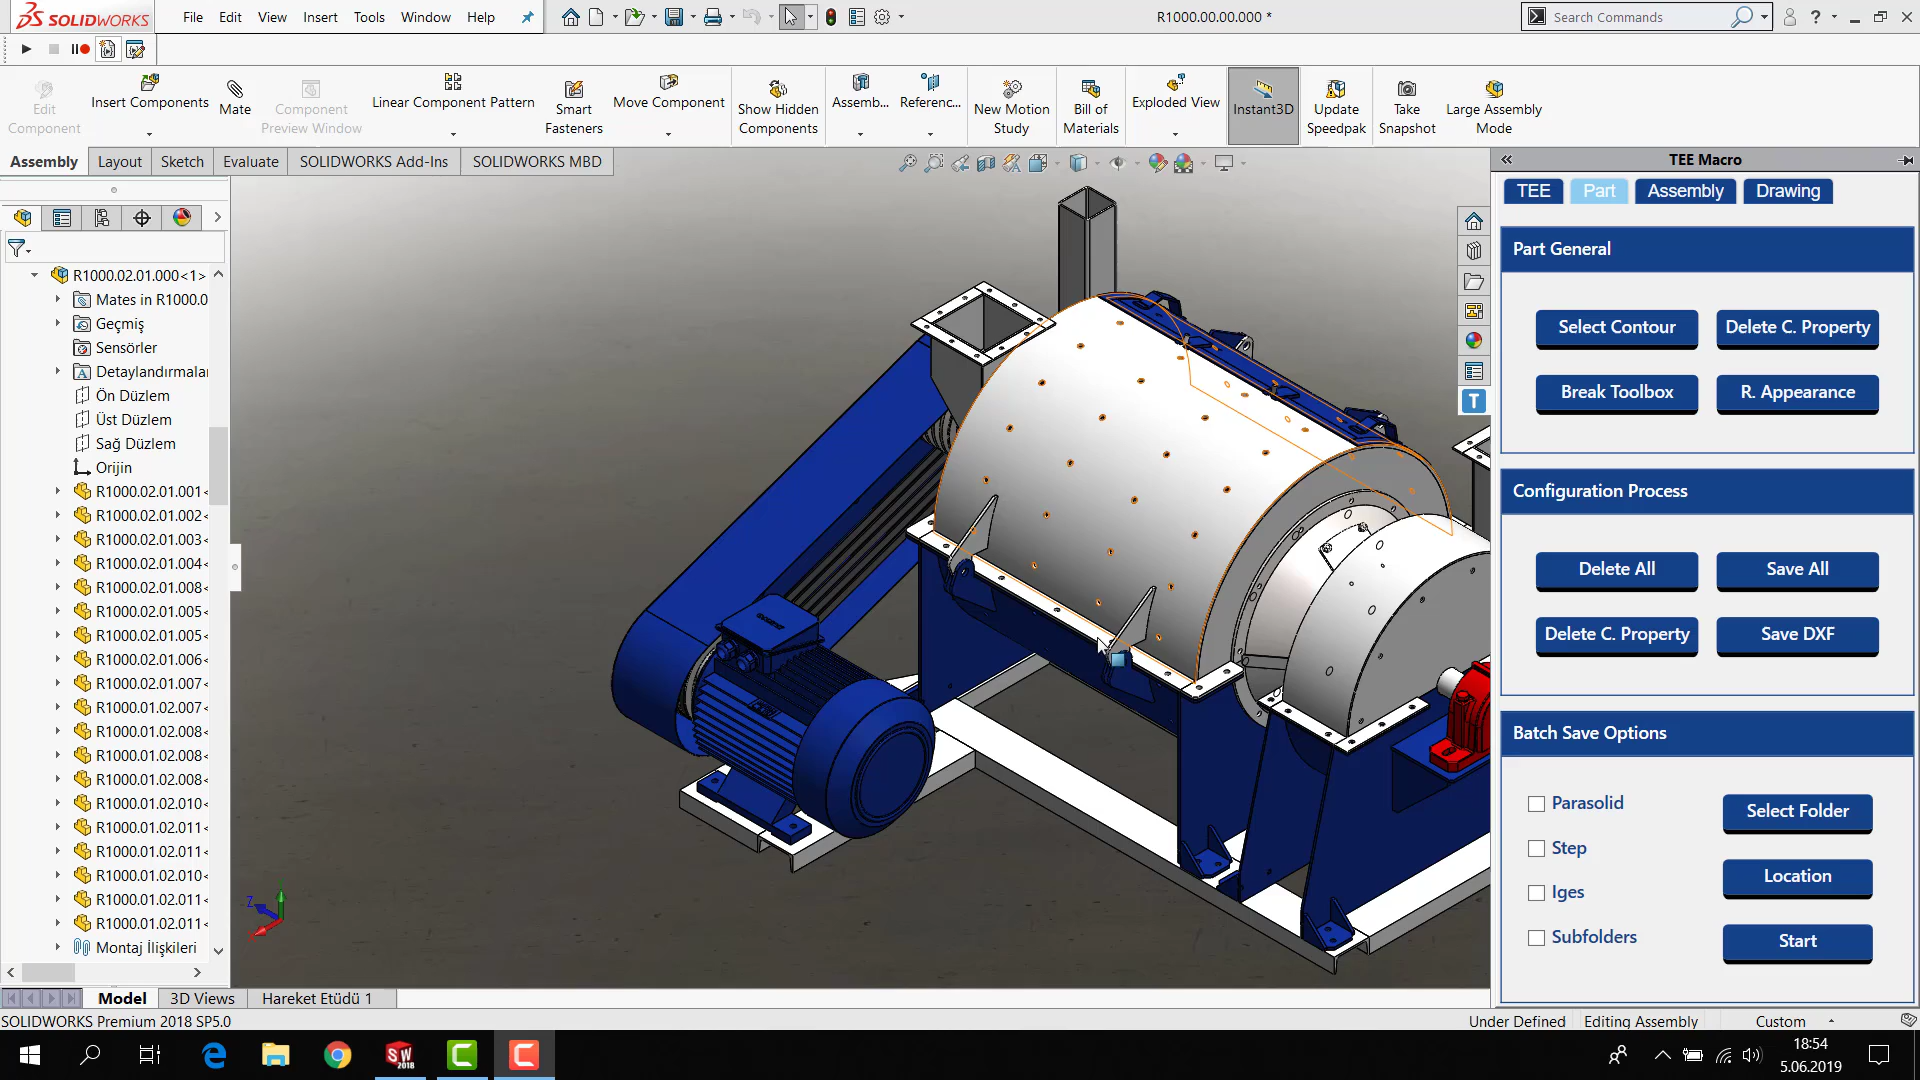 SOLIDWORKS
File Edit View Insert Tools Window Help
R1000.00.00.000 *
Search Commands
?
Edit
Component
Insert Components
Mate
Component
Preview Window
Linear Component Pattern
Smart
Fasteners
Move Component
Show Hidden
Components
Assemb...
Referenc...
New Motion
Study
Bill of
Materials
Exploded View
Instant3D
Update
Speedpak
Take
Snapshot
Large Assembly
Mode
Assembly Layout Sketch Evaluate SOLIDWORKS Add-Ins SOLIDWORKS MBD
R1000.02.01.000<1>
Mates in R1000.0
Geçmiş
Sensörler
Detaylandırmalar
Ön Düzlem
Üst Düzlem
Sağ Düzlem
Orijin
R1000.02.01.001<
R1000.02.01.002<
R1000.02.01.003<
R1000.02.01.004<
R1000.02.01.008<
R1000.02.01.005<
R1000.02.01.005<
R1000.02.01.006<
R1000.02.01.007<
R1000.01.02.007<
R1000.01.02.008<
R1000.01.02.008<
R1000.01.02.008<
R1000.01.02.010<
R1000.01.02.011<
R1000.01.02.011<
R1000.01.02.010<
R1000.01.02.011<
R1000.01.02.011<
Montaj İlişkileri
Z
X
TEE Macro
TEE Part Assembly Drawing
Part General
Select Contour Delete C. Property
Break Toolbox R. Appearance
T
Configuration Process
Delete All Save All
Delete C. Property Save DXF
Batch Save Options
Parasolid Select Folder
Step
Location
Iges
Subfolders Start
Model 3D Views Hareket Etüdü 1
SOLIDWORKS Premium 2018 SP5.0
Under Defined Editing Assembly Custom
SW
2018
18:54
5.06.2019